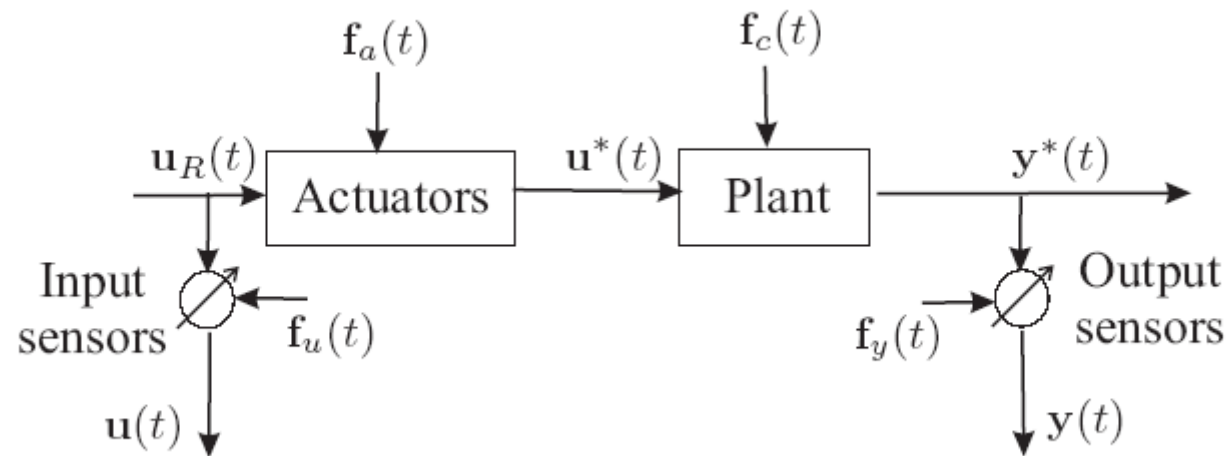 f_a(t)
f_c(t)
u_R(t)
u*(t)
y*(t)
Actuators
Plant
Input
sensors
f_u(t)
f_y(t)
Output
sensors
u(t)
y(t)